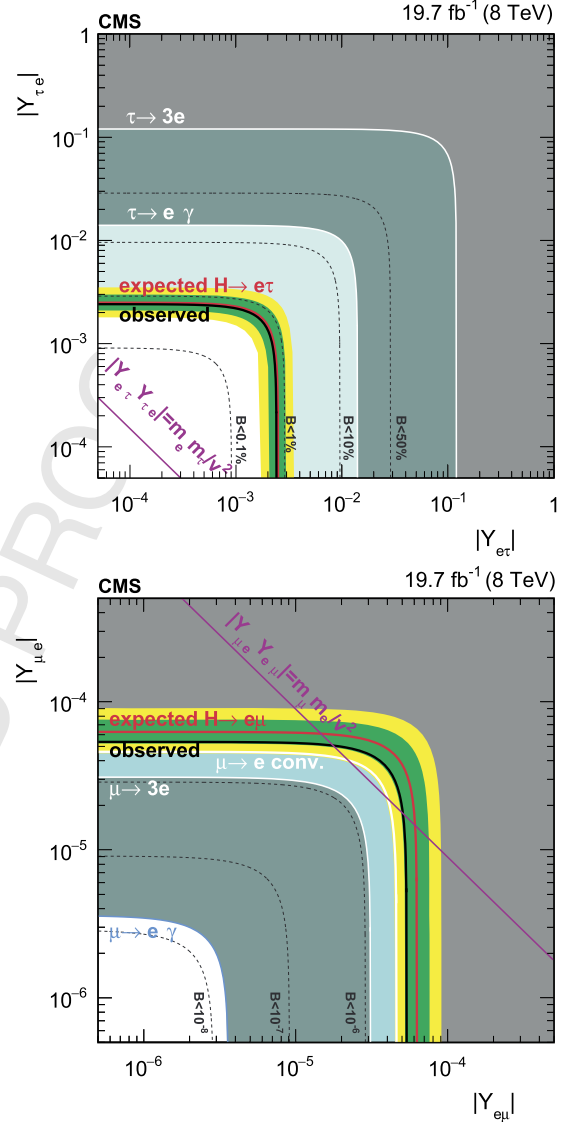 CMS 19.7 fb⁻¹ (8 TeV)
|Y_τe|
1
τ→ 3e
10⁻¹
τ→ e γ
10⁻²
expected H→ eτ
observed
10⁻³
|Y_eτ Y_τe|=m_e m_τ/v²
B<0.1%
B<1%
B<10%
B<50%
10⁻⁴
10⁻⁴ 10⁻³ 10⁻² 10⁻¹ 1
|Y_eτ|
CMS 19.7 fb⁻¹ (8 TeV)
|Y_μe|
|Y_μe Y_eμ|=m_μ m_e/v²
10⁻⁴
expected H→ eμ
observed
μ→ e conv.
μ→ 3e
10⁻⁵
μ→ e γ
10⁻⁶
B<10⁻⁸
B<10⁻⁷
B<10⁻⁶
10⁻⁶ 10⁻⁵ 10⁻⁴
|Y_eμ|